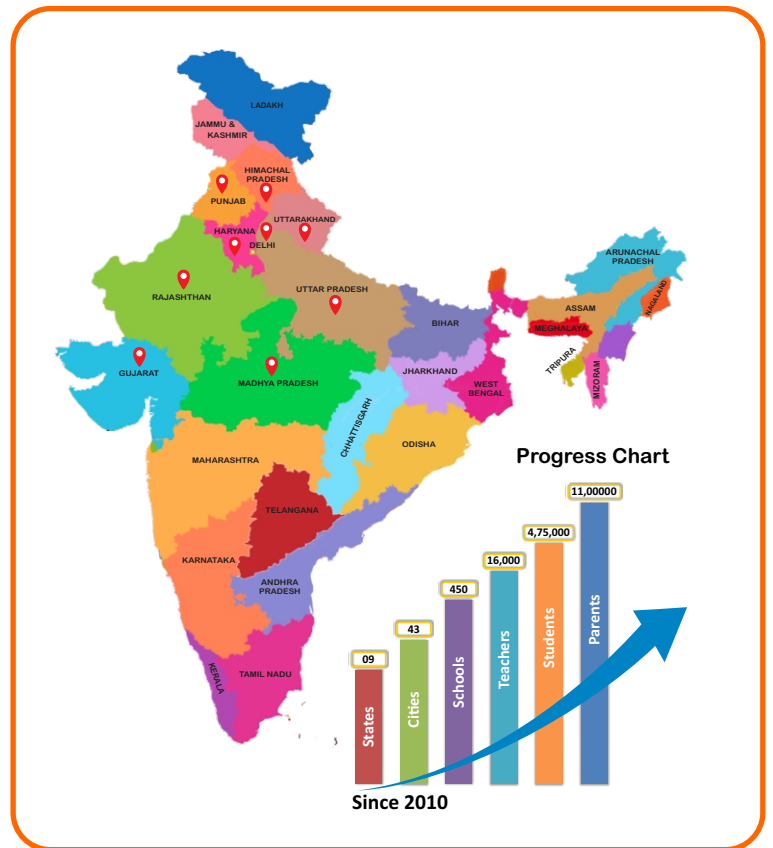 LADAKH
JAMMU &
KASHMIR
HIMACHAL
PRADESH
PUNJAB
UTTARAKHAND
HARYANA
DELHI
ARUNACHAL
PRADESH
RAJASHTHAN
UTTAR PRADESH
NAGALAND
ASSAM
BIHAR
MEGHALAYA
TRIPURA
MIZORAM
GUJARAT
MADHYA PRADESH
JHARKHAND
WEST
BENGAL
CHHATTISGARH
ODISHA
MAHARASHTRA
TELANGANA
KARNATAKA
ANDHRA
PRADESH
KERALA
TAMIL NADU
Progress Chart
11,00000
4,75,000
16,000
450
43
09
States
Cities
Schools
Teachers
Students
Parents
Since 2010